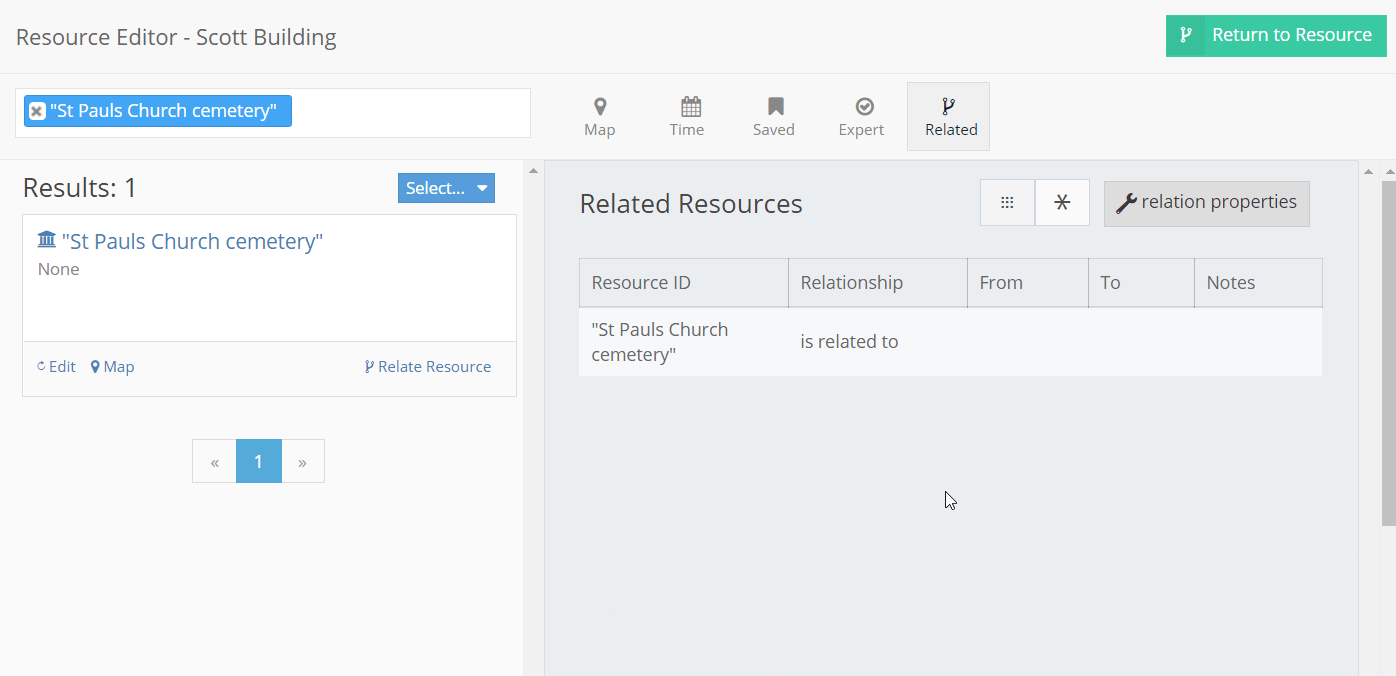 Resource Editor - Scott Building
Return to Resource
"St Pauls Church cemetery"
Map
Time
Saved
Expert
Related
Results: 1
Select...
"St Pauls Church cemetery"
None
Edit
Map
Relate Resource
«
1
»
Related Resources
relation properties
Resource ID
Relationship
From
To
Notes
"St Pauls Church
cemetery"
is related to